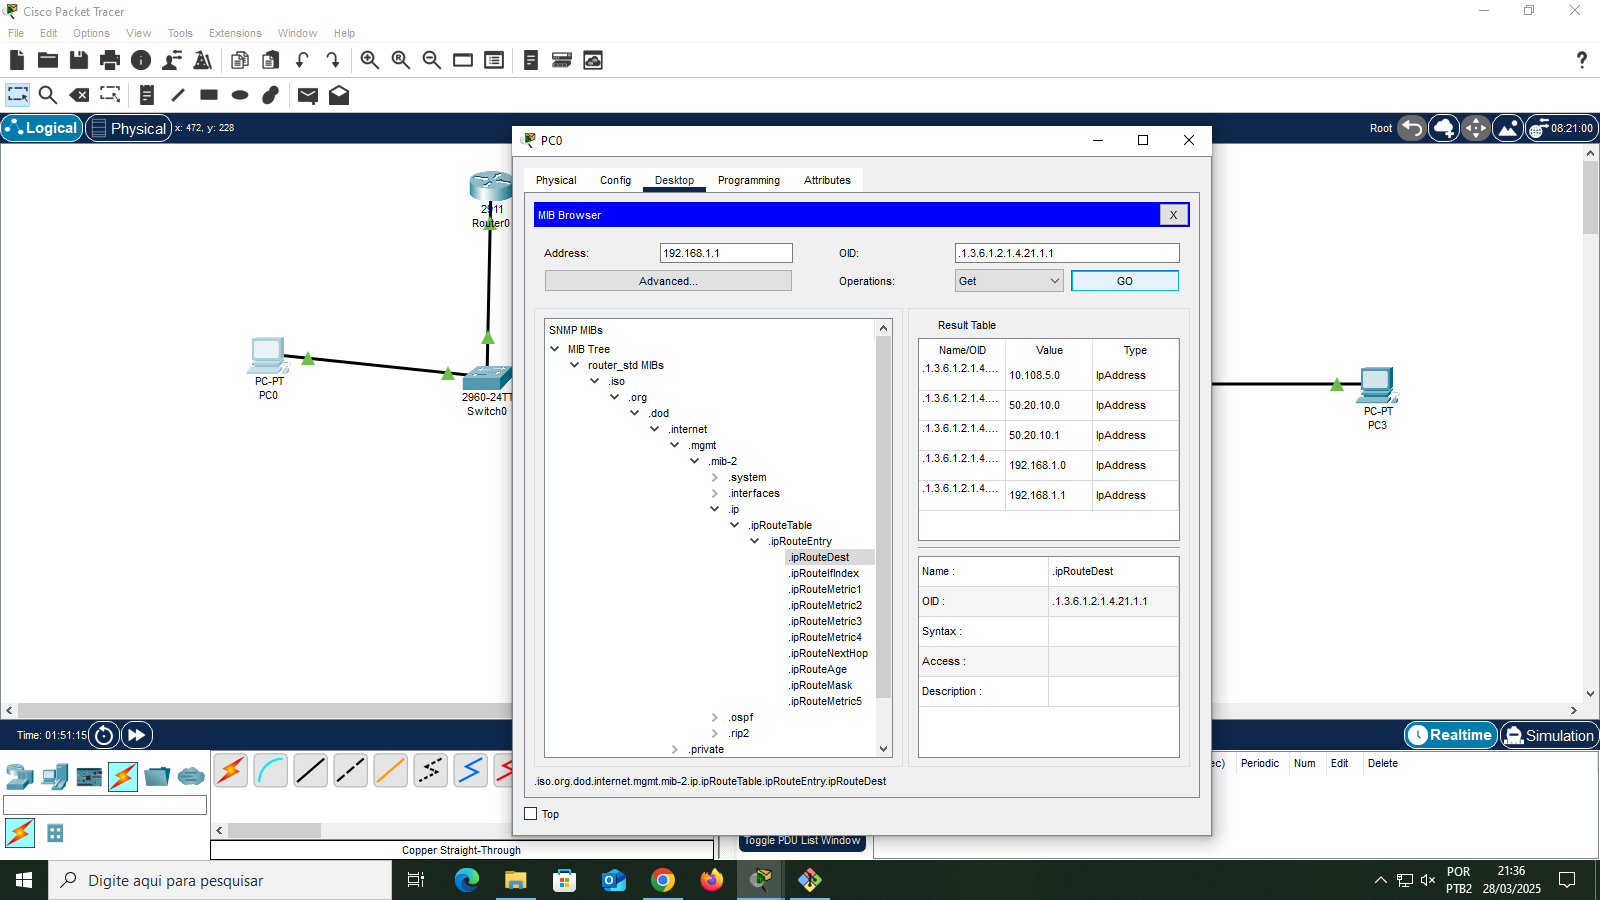 Cisco Packet Tracer
File Edit Options View Tools Extensions Window Help
Logical Physical x: 472, y: 228
Root 08:21:00
2911
Router0
PC-PT
PC0
2960-24TT
Switch0
PC-PT
PC3
PC0
Physical Config Desktop Programming Attributes
MIB Browser X
Address: 192.168.1.1 OID: .1.3.6.1.2.1.4.21.1.1
Advanced... Operations: Get GO
SNMP MIBs
MIB Tree
router_std MIBs
.iso
.org
.dod
.internet
.mgmt
.mib-2
.system
.interfaces
.ip
.ipRouteTable
.ipRouteEntry
.ipRouteDest
.ipRouteIfIndex
.ipRouteMetric1
.ipRouteMetric2
.ipRouteMetric3
.ipRouteMetric4
.ipRouteNextHop
.ipRouteAge
.ipRouteMask
.ipRouteMetric5
.ospf
.rip2
.private
Result Table
Name/OID Value Type
.1.3.6.1.2.1.4.... 10.108.5.0 IpAddress
.1.3.6.1.2.1.4.... 50.20.10.0 IpAddress
.1.3.6.1.2.1.4.... 50.20.10.1 IpAddress
.1.3.6.1.2.1.4.... 192.168.1.0 IpAddress
.1.3.6.1.2.1.4.... 192.168.1.1 IpAddress
Name : .ipRouteDest
OID : .1.3.6.1.2.1.4.21.1.1
Syntax :
Access :
Description :
.iso.org.dod.internet.mgmt.mib-2.ip.ipRouteTable.ipRouteEntry.ipRouteDest
Top
Time: 01:51:15
Realtime Simulation
ec) Periodic Num Edit Delete
Toggle PDU List Window
Copper Straight-Through
Digite aqui para pesquisar
POR
PTB2
21:36
28/03/2025